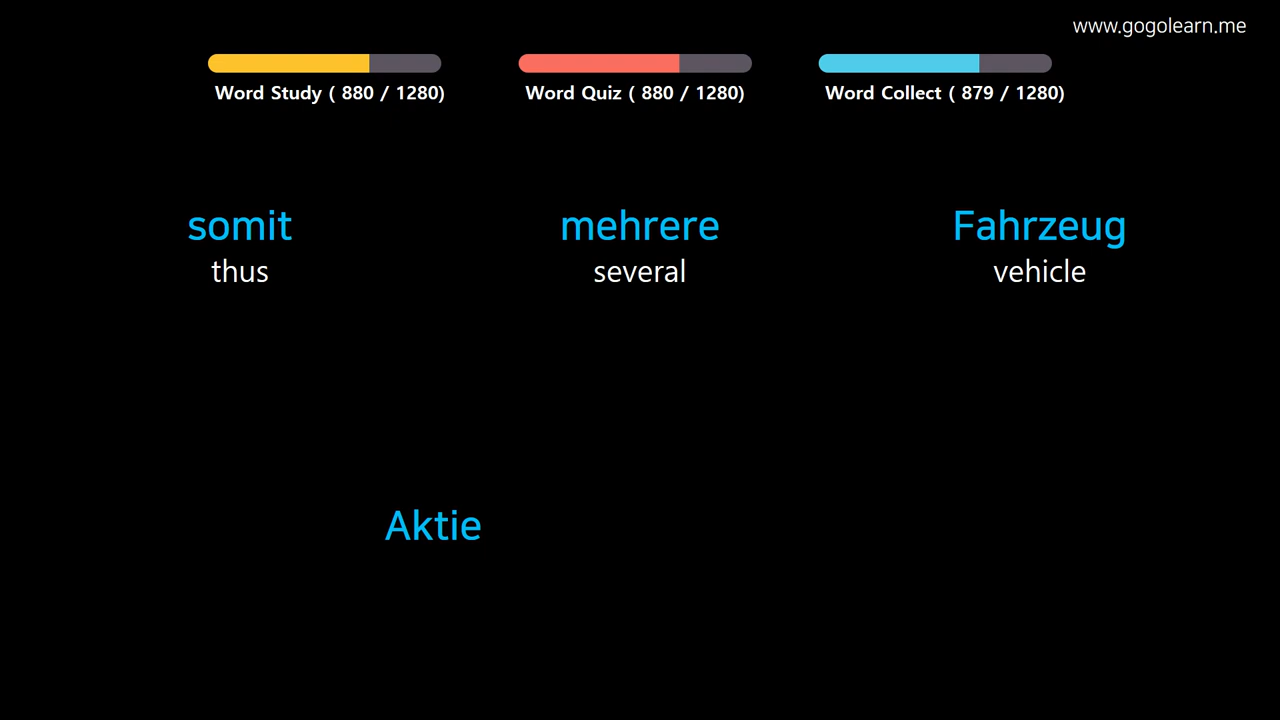 www.gogolearn.me
Word Study ( 880 / 1280)
Word Quiz ( 880 / 1280)
Word Collect ( 879 / 1280)
somit
thus
mehrere
several
Fahrzeug
vehicle
Aktie